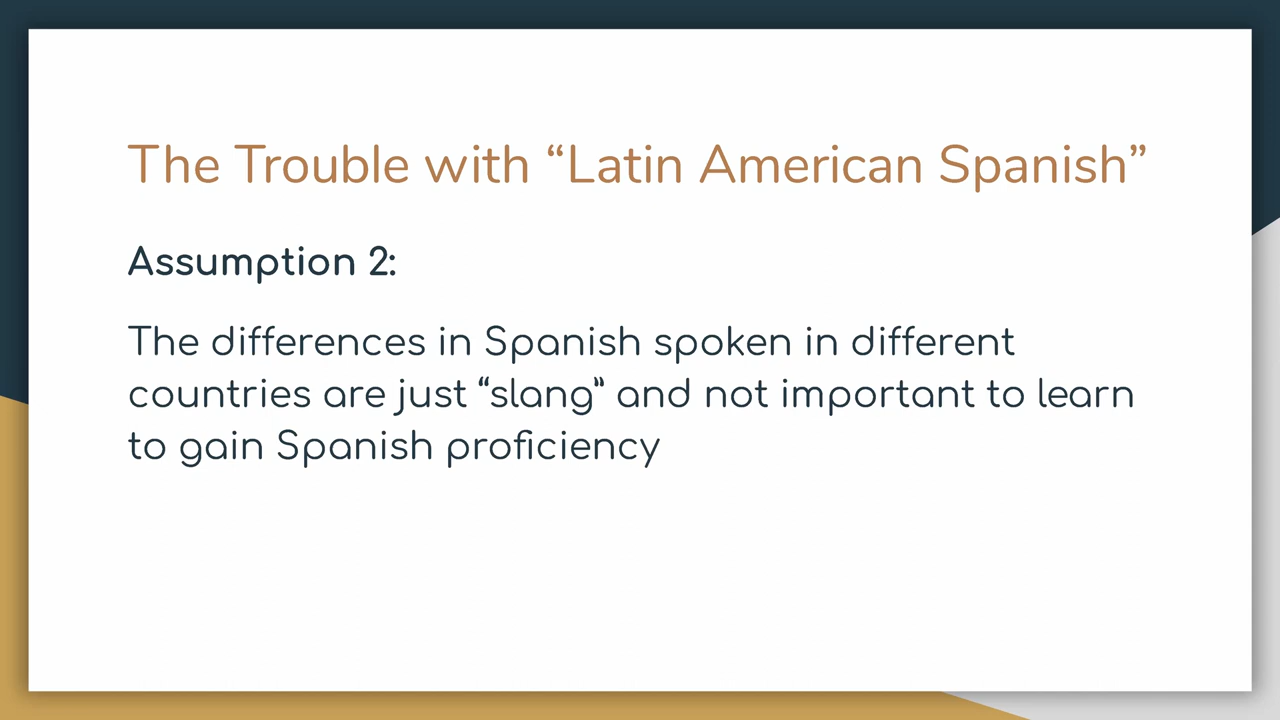 The Trouble with “Latin American Spanish”
Assumption 2:
The differences in Spanish spoken in different
countries are just “slang” and not important to learn
to gain Spanish proficiency